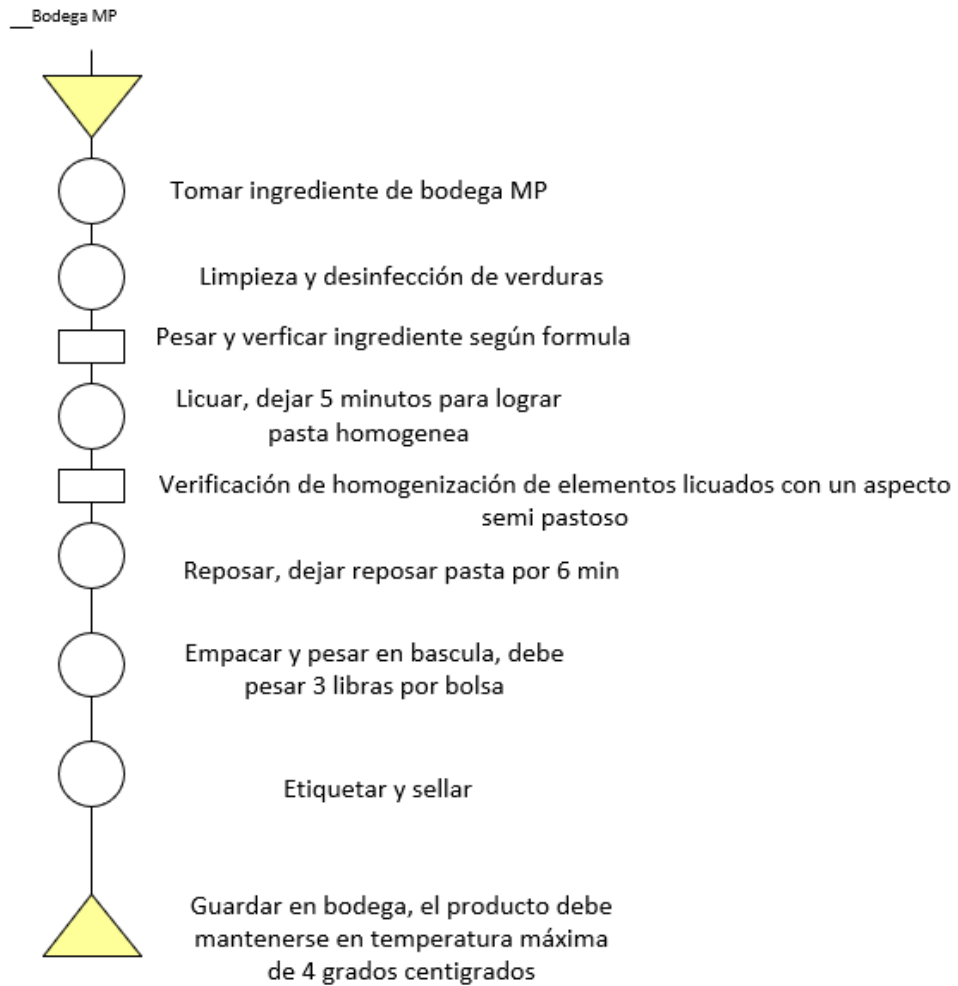 __Bodega MP
Tomar ingrediente de bodega MP
Limpieza y desinfección de verduras
Pesar y verficar ingrediente según formula
Licuar, dejar 5 minutos para lograr
pasta homogenea
Verificación de homogenización de elementos licuados con un aspecto
semi pastoso
Reposar, dejar reposar pasta por 6 min
Empacar y pesar en bascula, debe
pesar 3 libras por bolsa
Etiquetar y sellar
Guardar en bodega, el producto debe
mantenerse en temperatura máxima
de 4 grados centigrados